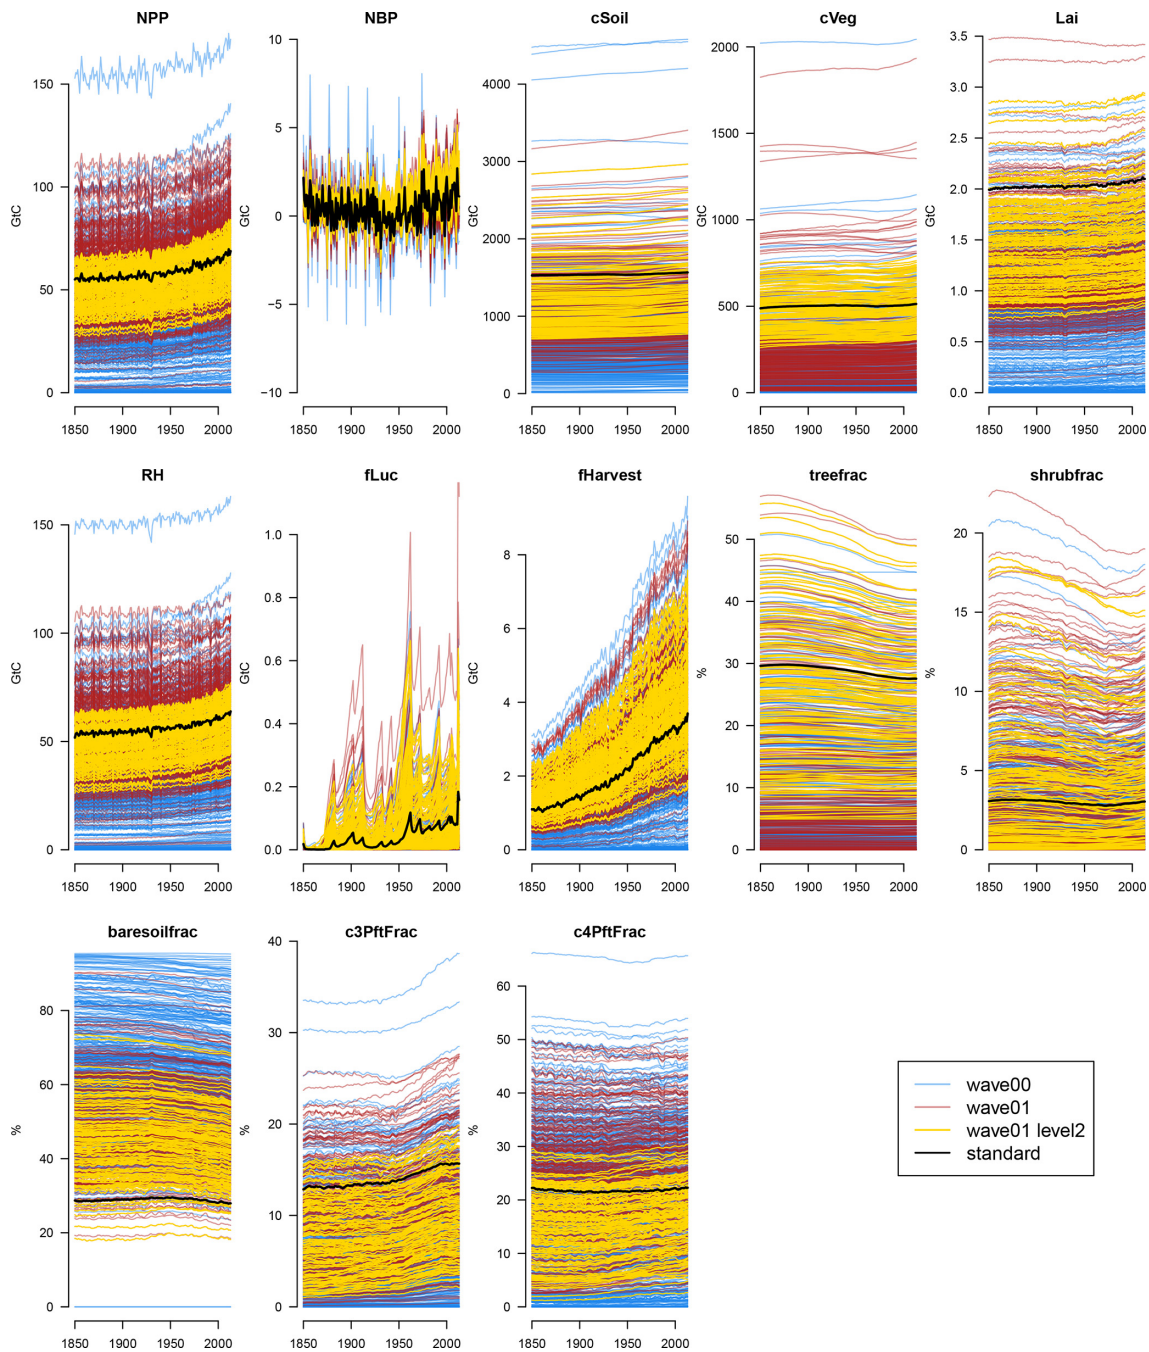 NPP
GtC
150
100
50
0
1850 1900 1950 2000
NBP
GtC
10
5
0
−5
−10
1850 1900 1950 2000
cSoil
GtC
4000
3000
2000
1000
0
1850 1900 1950 2000
cVeg
GtC
2000
1500
1000
500
0
1850 1900 1950 2000
Lai
GtC
3.5
3.0
2.5
2.0
1.5
1.0
0.5
0.0
1850 1900 1950 2000
RH
GtC
150
100
50
0
1850 1900 1950 2000
fLuc
GtC
1.0
0.8
0.6
0.4
0.2
0.0
1850 1900 1950 2000
fHarvest
GtC
8
6
4
2
0
1850 1900 1950 2000
treefrac
%
50
40
30
20
10
0
1850 1900 1950 2000
shrubfrac
%
20
15
10
5
0
1850 1900 1950 2000
baresoilfrac
%
80
60
40
20
0
1850 1900 1950 2000
c3PftFrac
%
40
30
20
10
0
1850 1900 1950 2000
c4PftFrac
%
60
50
40
30
20
10
0
1850 1900 1950 2000
wave00
wave01
wave01 level2
standard